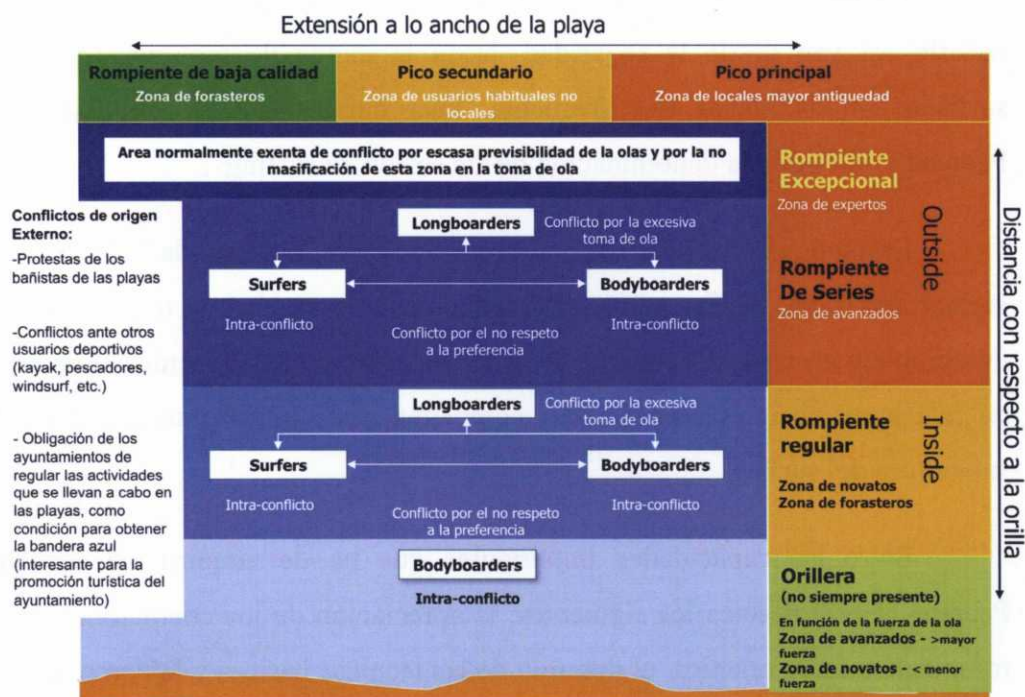 Extensión a lo ancho de la playa
Rompiente de baja calidad
Zona de forasteros
Pico secundario
Zona de usuarios habituales no
locales
Pico principal
Zona de locales mayor antiguedad
Area normalmente exenta de conflicto por escasa previsibilidad de la olas y por la no
masificación de esta zona en la toma de ola
Rompiente
Excepcional
Zona de expertos
Outside
Distancia con respecto a la orilla
Conflictos de origen
Externo:
-Protestas de los
bañistas de las playas
-Conflictos ante otros
usuarios deportivos
(kayak, pescadores,
windsurf, etc.)
- Obligación de los
ayuntamientos de
regular las actividades
que se llevan a cabo en
las playas, como
condición para obtener
la bandera azul
(interesante para la
promoción turística del
ayuntamiento)
Longboarders
Conflicto por la excesiva
toma de ola
Surfers
Bodyboarders
Intra-conflicto
Intra-conflicto
Conflicto por el no respeto
a la preferencia
Rompiente
De Series
Zona de avanzados
Longboarders
Conflicto por la excesiva
toma de ola
Surfers
Bodyboarders
Intra-conflicto
Intra-conflicto
Conflicto por el no respeto
a la preferencia
Rompiente
regular
Zona de novatos
Zona de forasteros
Inside
Bodyboarders
Intra-conflicto
Orillera
(no siempre presente)
En función de la fuerza de la ola
Zona de avanzados - >mayor
fuerza
Zona de novatos - < menor
fuerza